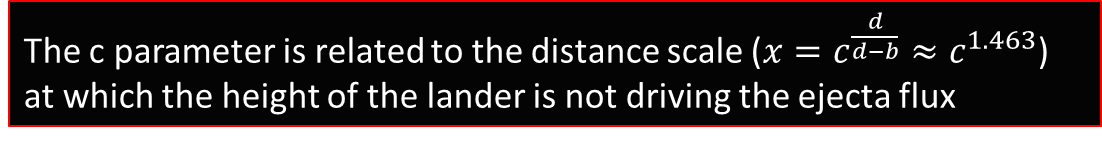 The c parameter is related to the distance scale (x = c^{\frac{d}{d-b}} ≈ c^{1.463})
at which the height of the lander is not driving the ejecta flux